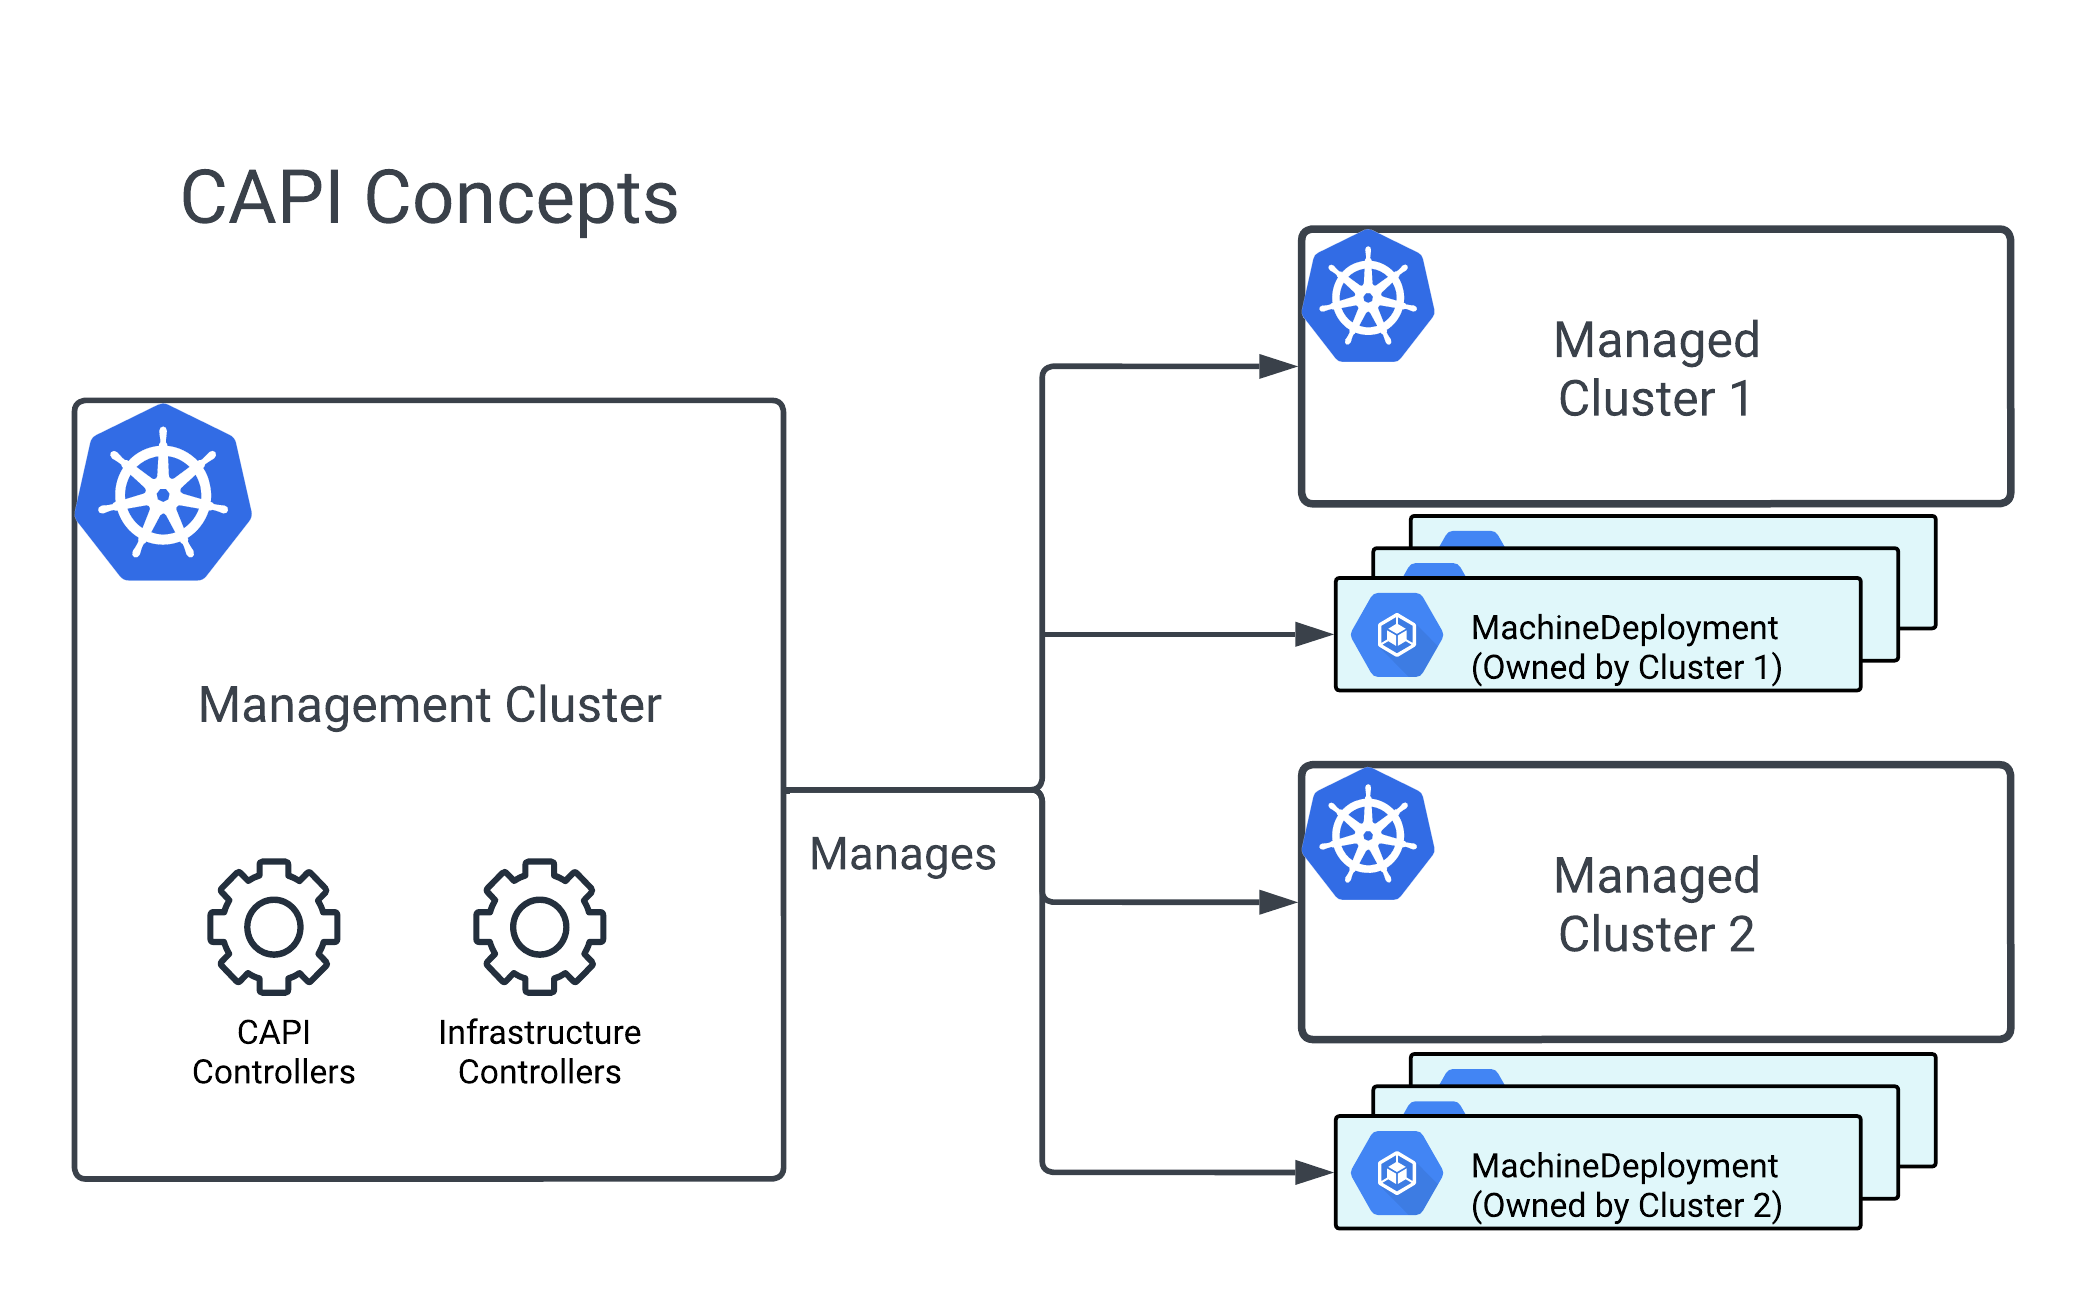 CAPI Concepts
Management Cluster
CAPI
Controllers
Infrastructure
Controllers
Manages
Managed
Cluster 1
MachineDeployment
(Owned by Cluster 1)
Managed
Cluster 2
MachineDeployment
(Owned by Cluster 2)